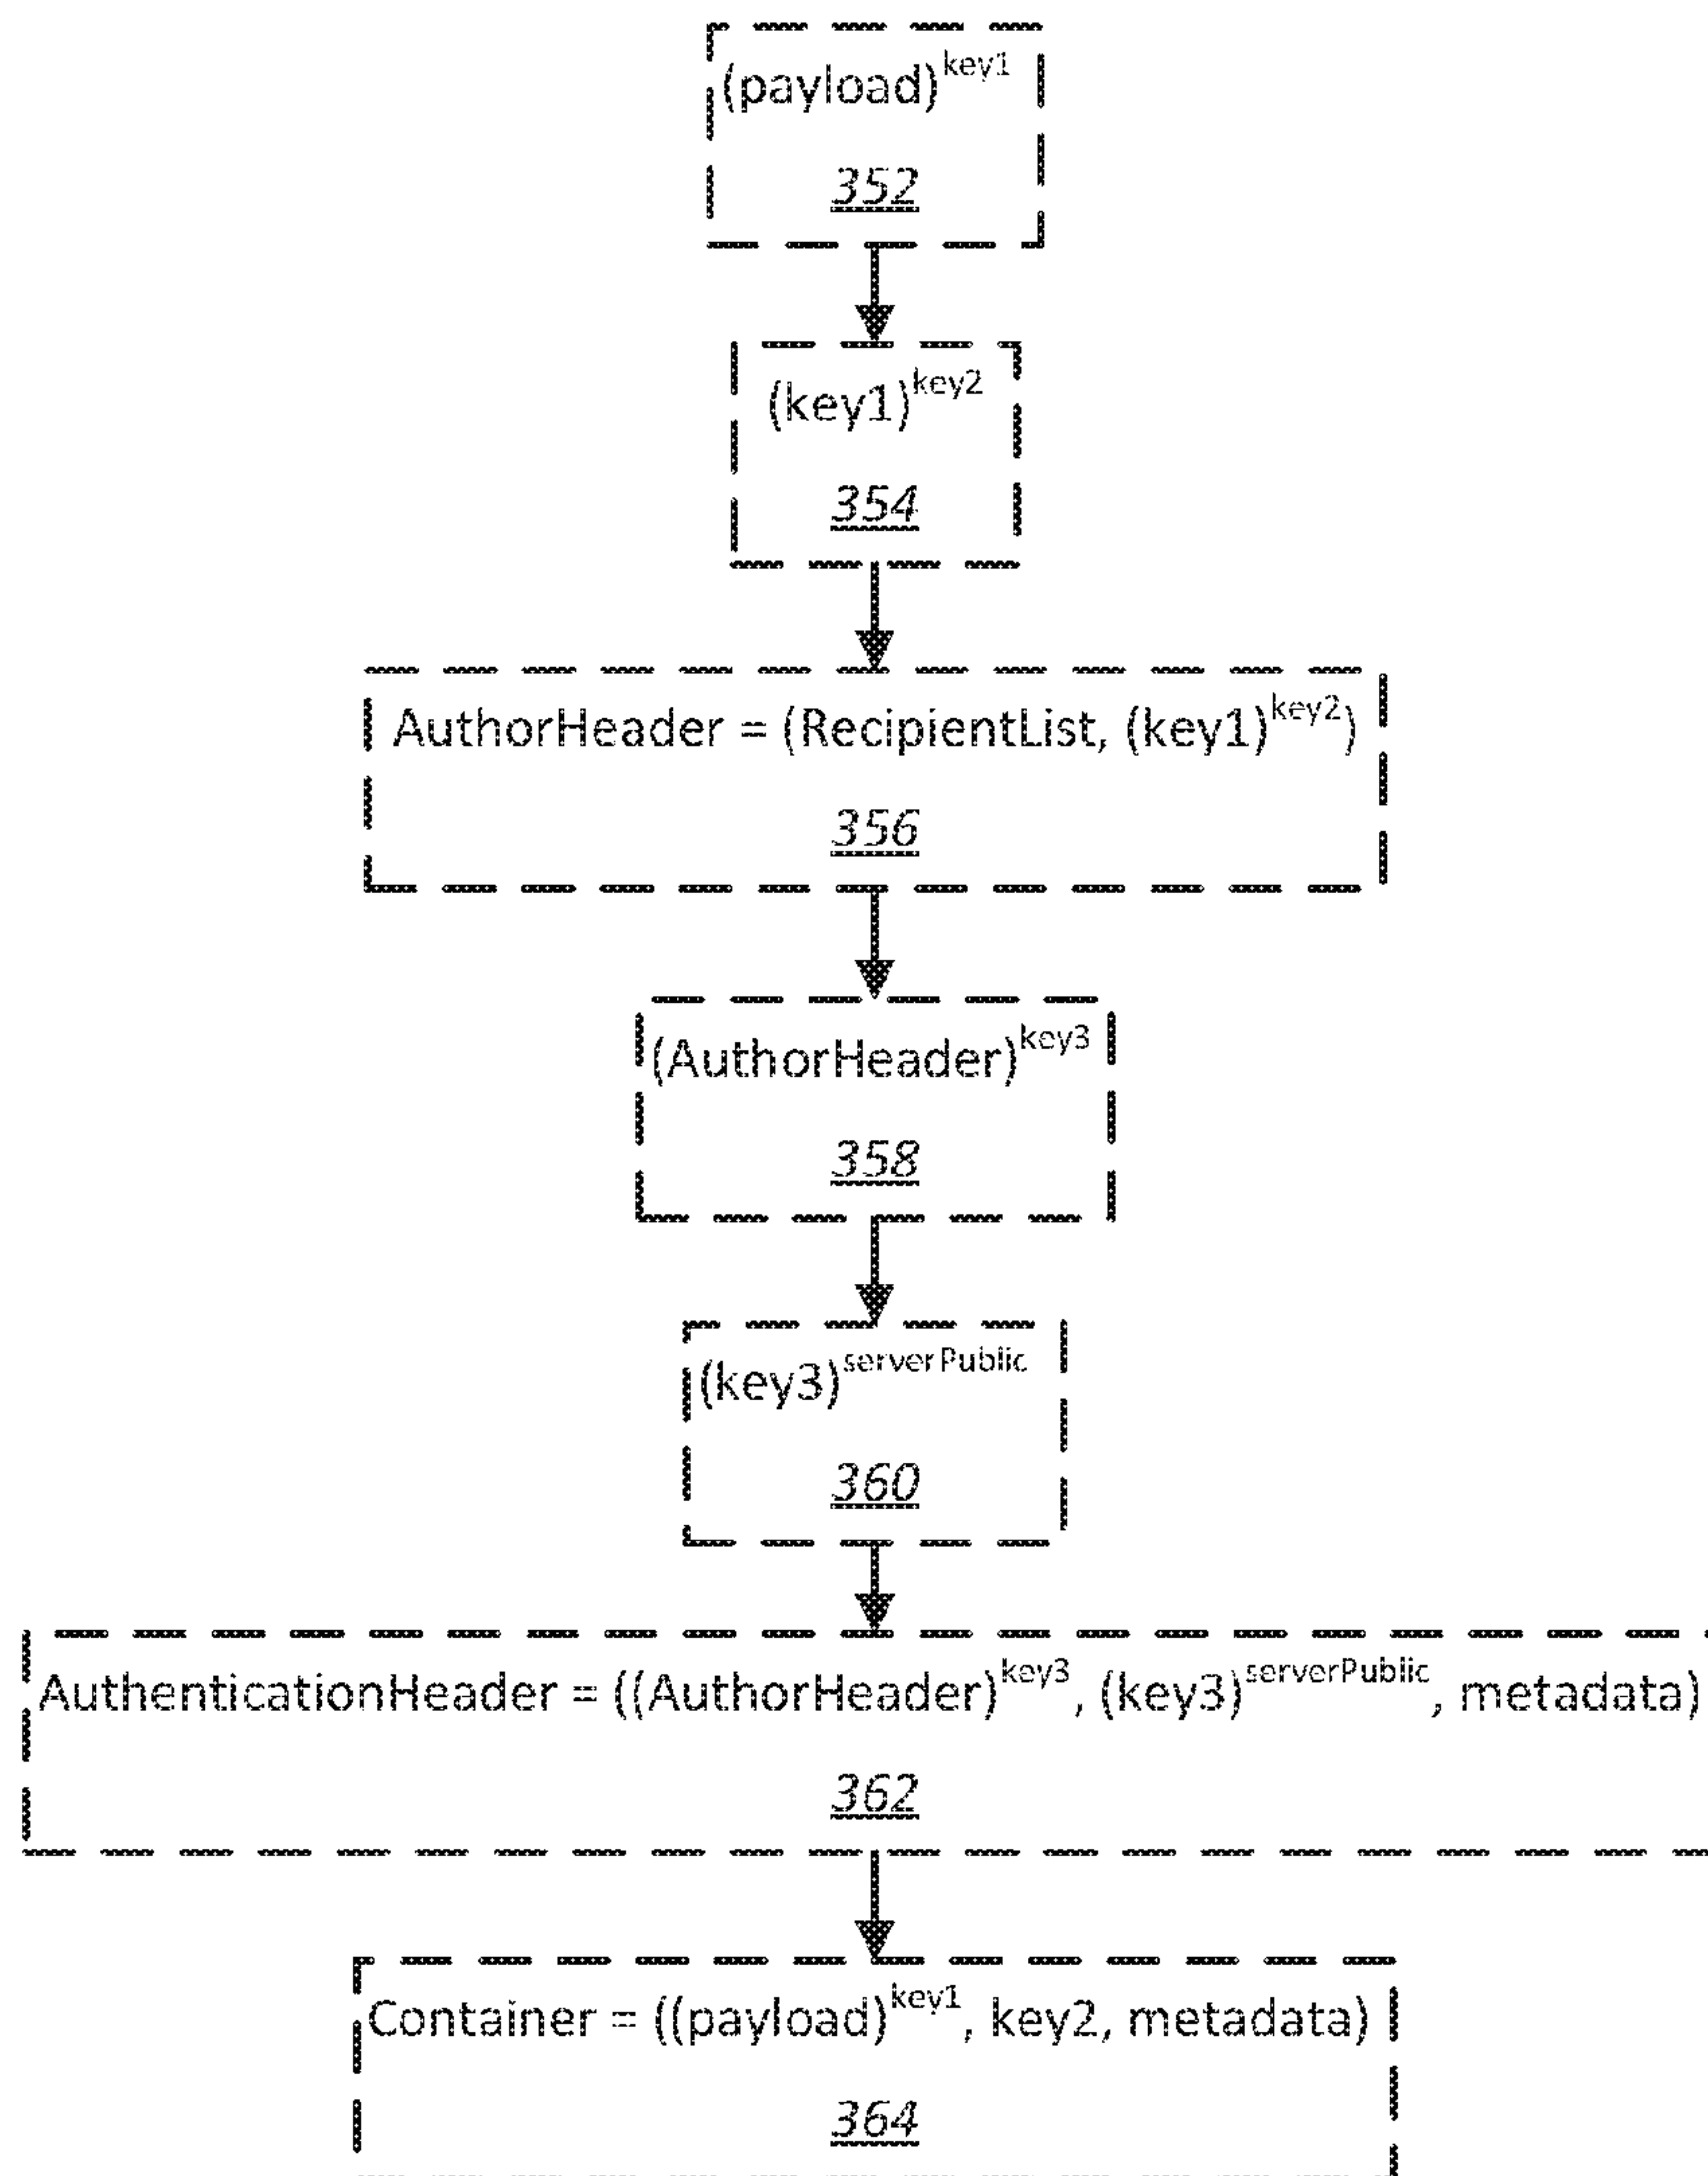 (payload)^key1
352
(key1)^key2
354
AuthorHeader = (RecipientList, (key1)^key2)
356
(AuthorHeader)^key3
358
(key3)^serverPublic
360
AuthenticationHeader = ((AuthorHeader)^key3, (key3)^serverPublic, metadata)
362
Container = ((payload)^key1, key2, metadata)
364